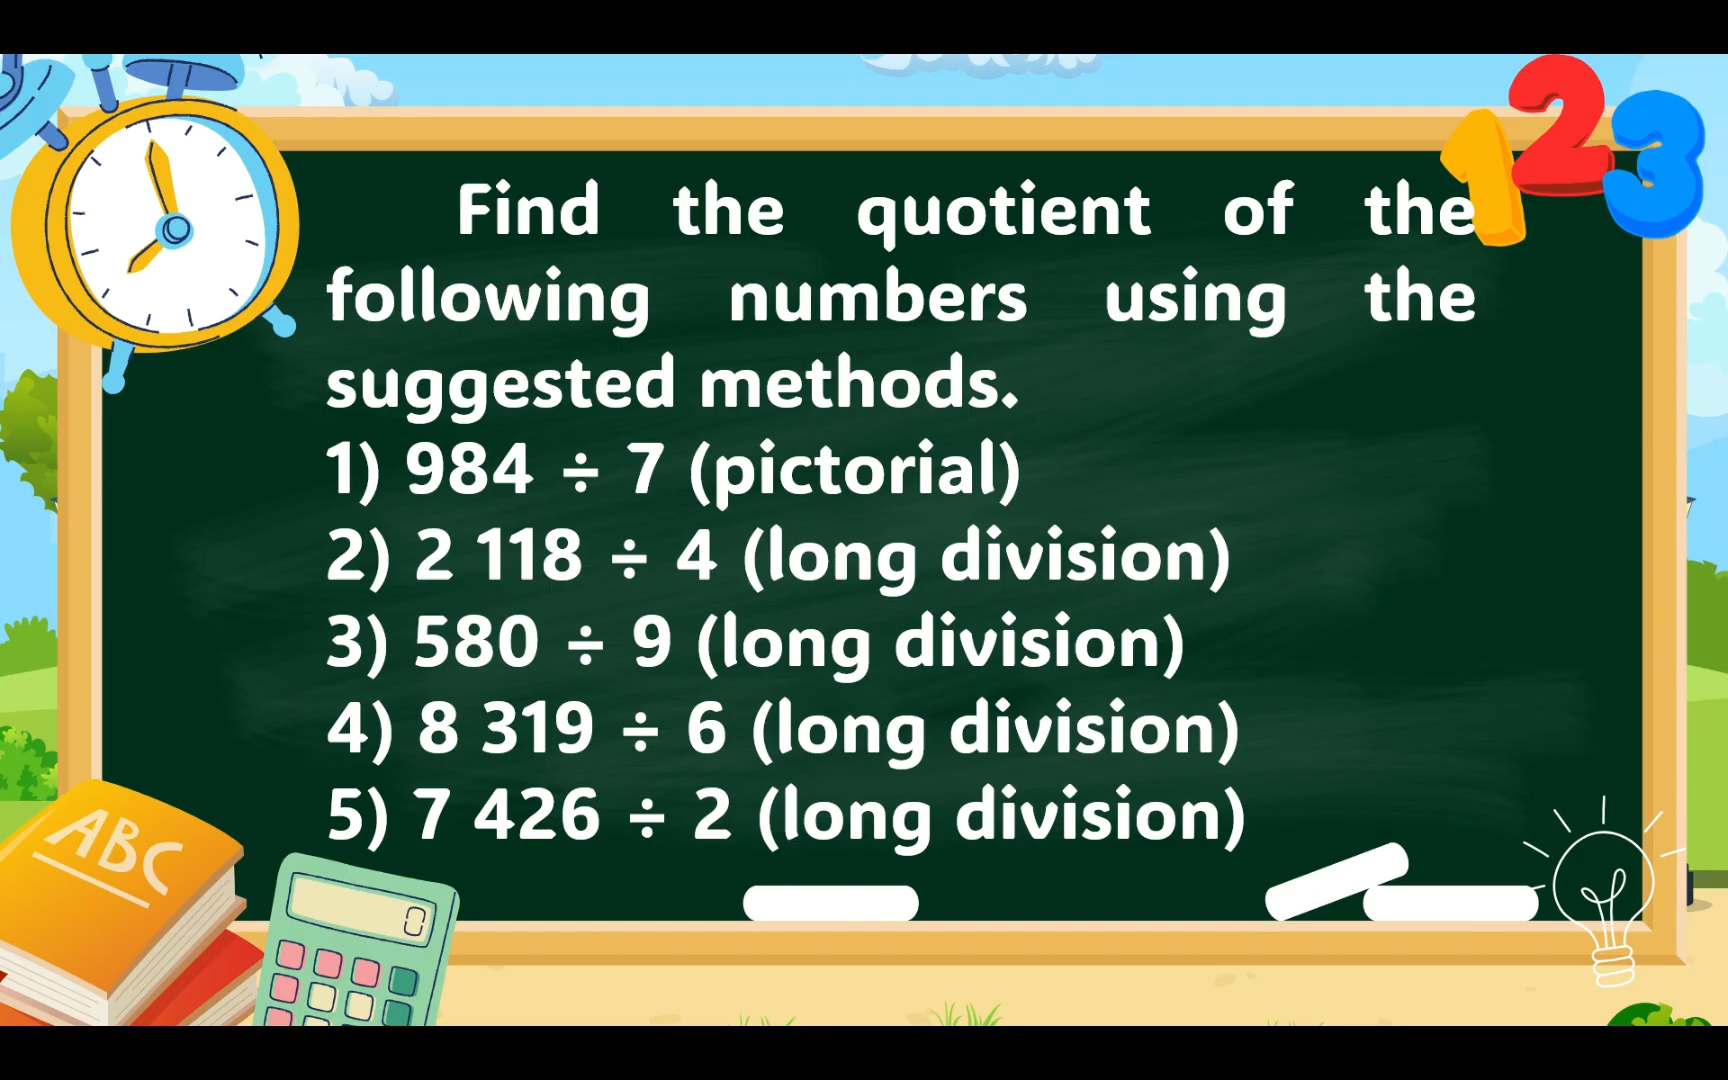 Find the quotient of the
following numbers using the
suggested methods.
1) 984 ÷ 7 (pictorial)
2) 2 118 ÷ 4 (long division)
3) 580 ÷ 9 (long division)
4) 8 319 ÷ 6 (long division)
5) 7 426 ÷ 2 (long division)
123
ABC
0